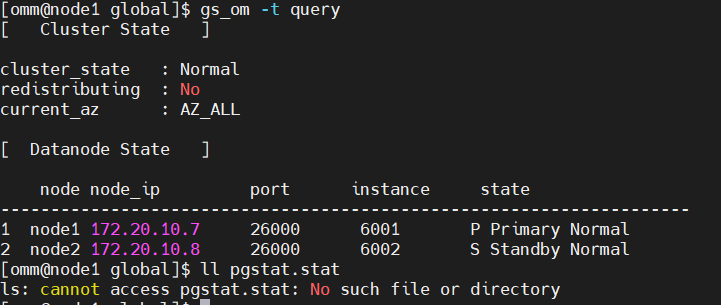 [omm@node1 global]$ gs_om -t query
[   Cluster State   ]
cluster_state   : Normal
redistributing  : No
current_az      : AZ_ALL
[  Datanode State   ]
    node node_ip         port      instance      state
---------------------------------------------------------------------
1  node1 172.20.10.7     26000      6001       P Primary Normal
2  node2 172.20.10.8     26000      6002       S Standby Normal
[omm@node1 global]$ ll pgstat.stat
ls: cannot access pgstat.stat: No such file or directory